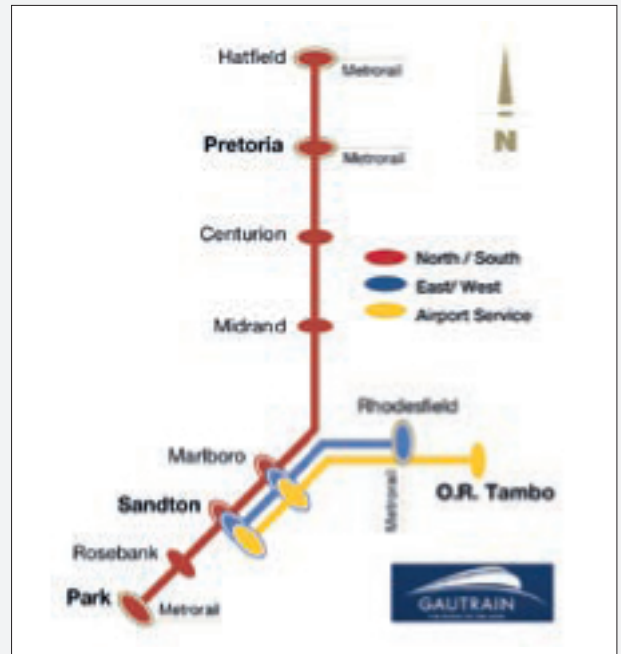 Hatfield
Metrorail
N
Pretoria
Metrorail
Centurion
North / South
East/ West
Airport Service
Midrand
Rhodesfield
Marlboro
Metrorail
O.R. Tambo
Sandton
Rosebank
Park
Metrorail
GAUTRAIN